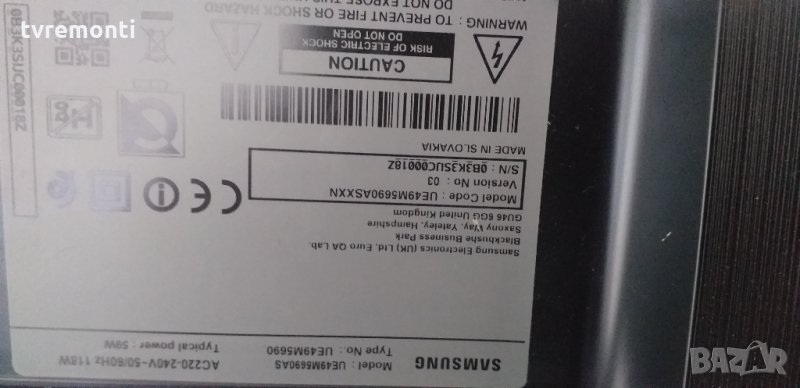 SAMSUNG
Model : UE49M5690AS
Type No. : UE49M5690
AC220-240V~50/60Hz 118W
Typical power : 59W
Samsung Electronics (UK) Ltd. Euro QA Lab.
Blackbushe Business Park
Saxony Way, Yateley, Hampshire
GU46 6GG United Kingdom
Model Code : UE49M5690ASXXN
Version No : 03
S/N : 0B3K3SUC00018Z
MADE IN SLOVAKIA
CE
CAUTION
RISK OF ELECTRIC SHOCK
DO NOT OPEN
WARNING : TO PREVENT FIRE OR SHOCK HAZARD
DO NOT EXPOSE THIS
0B3K3SUC00018Z
tvremonti
BAZAR
bg